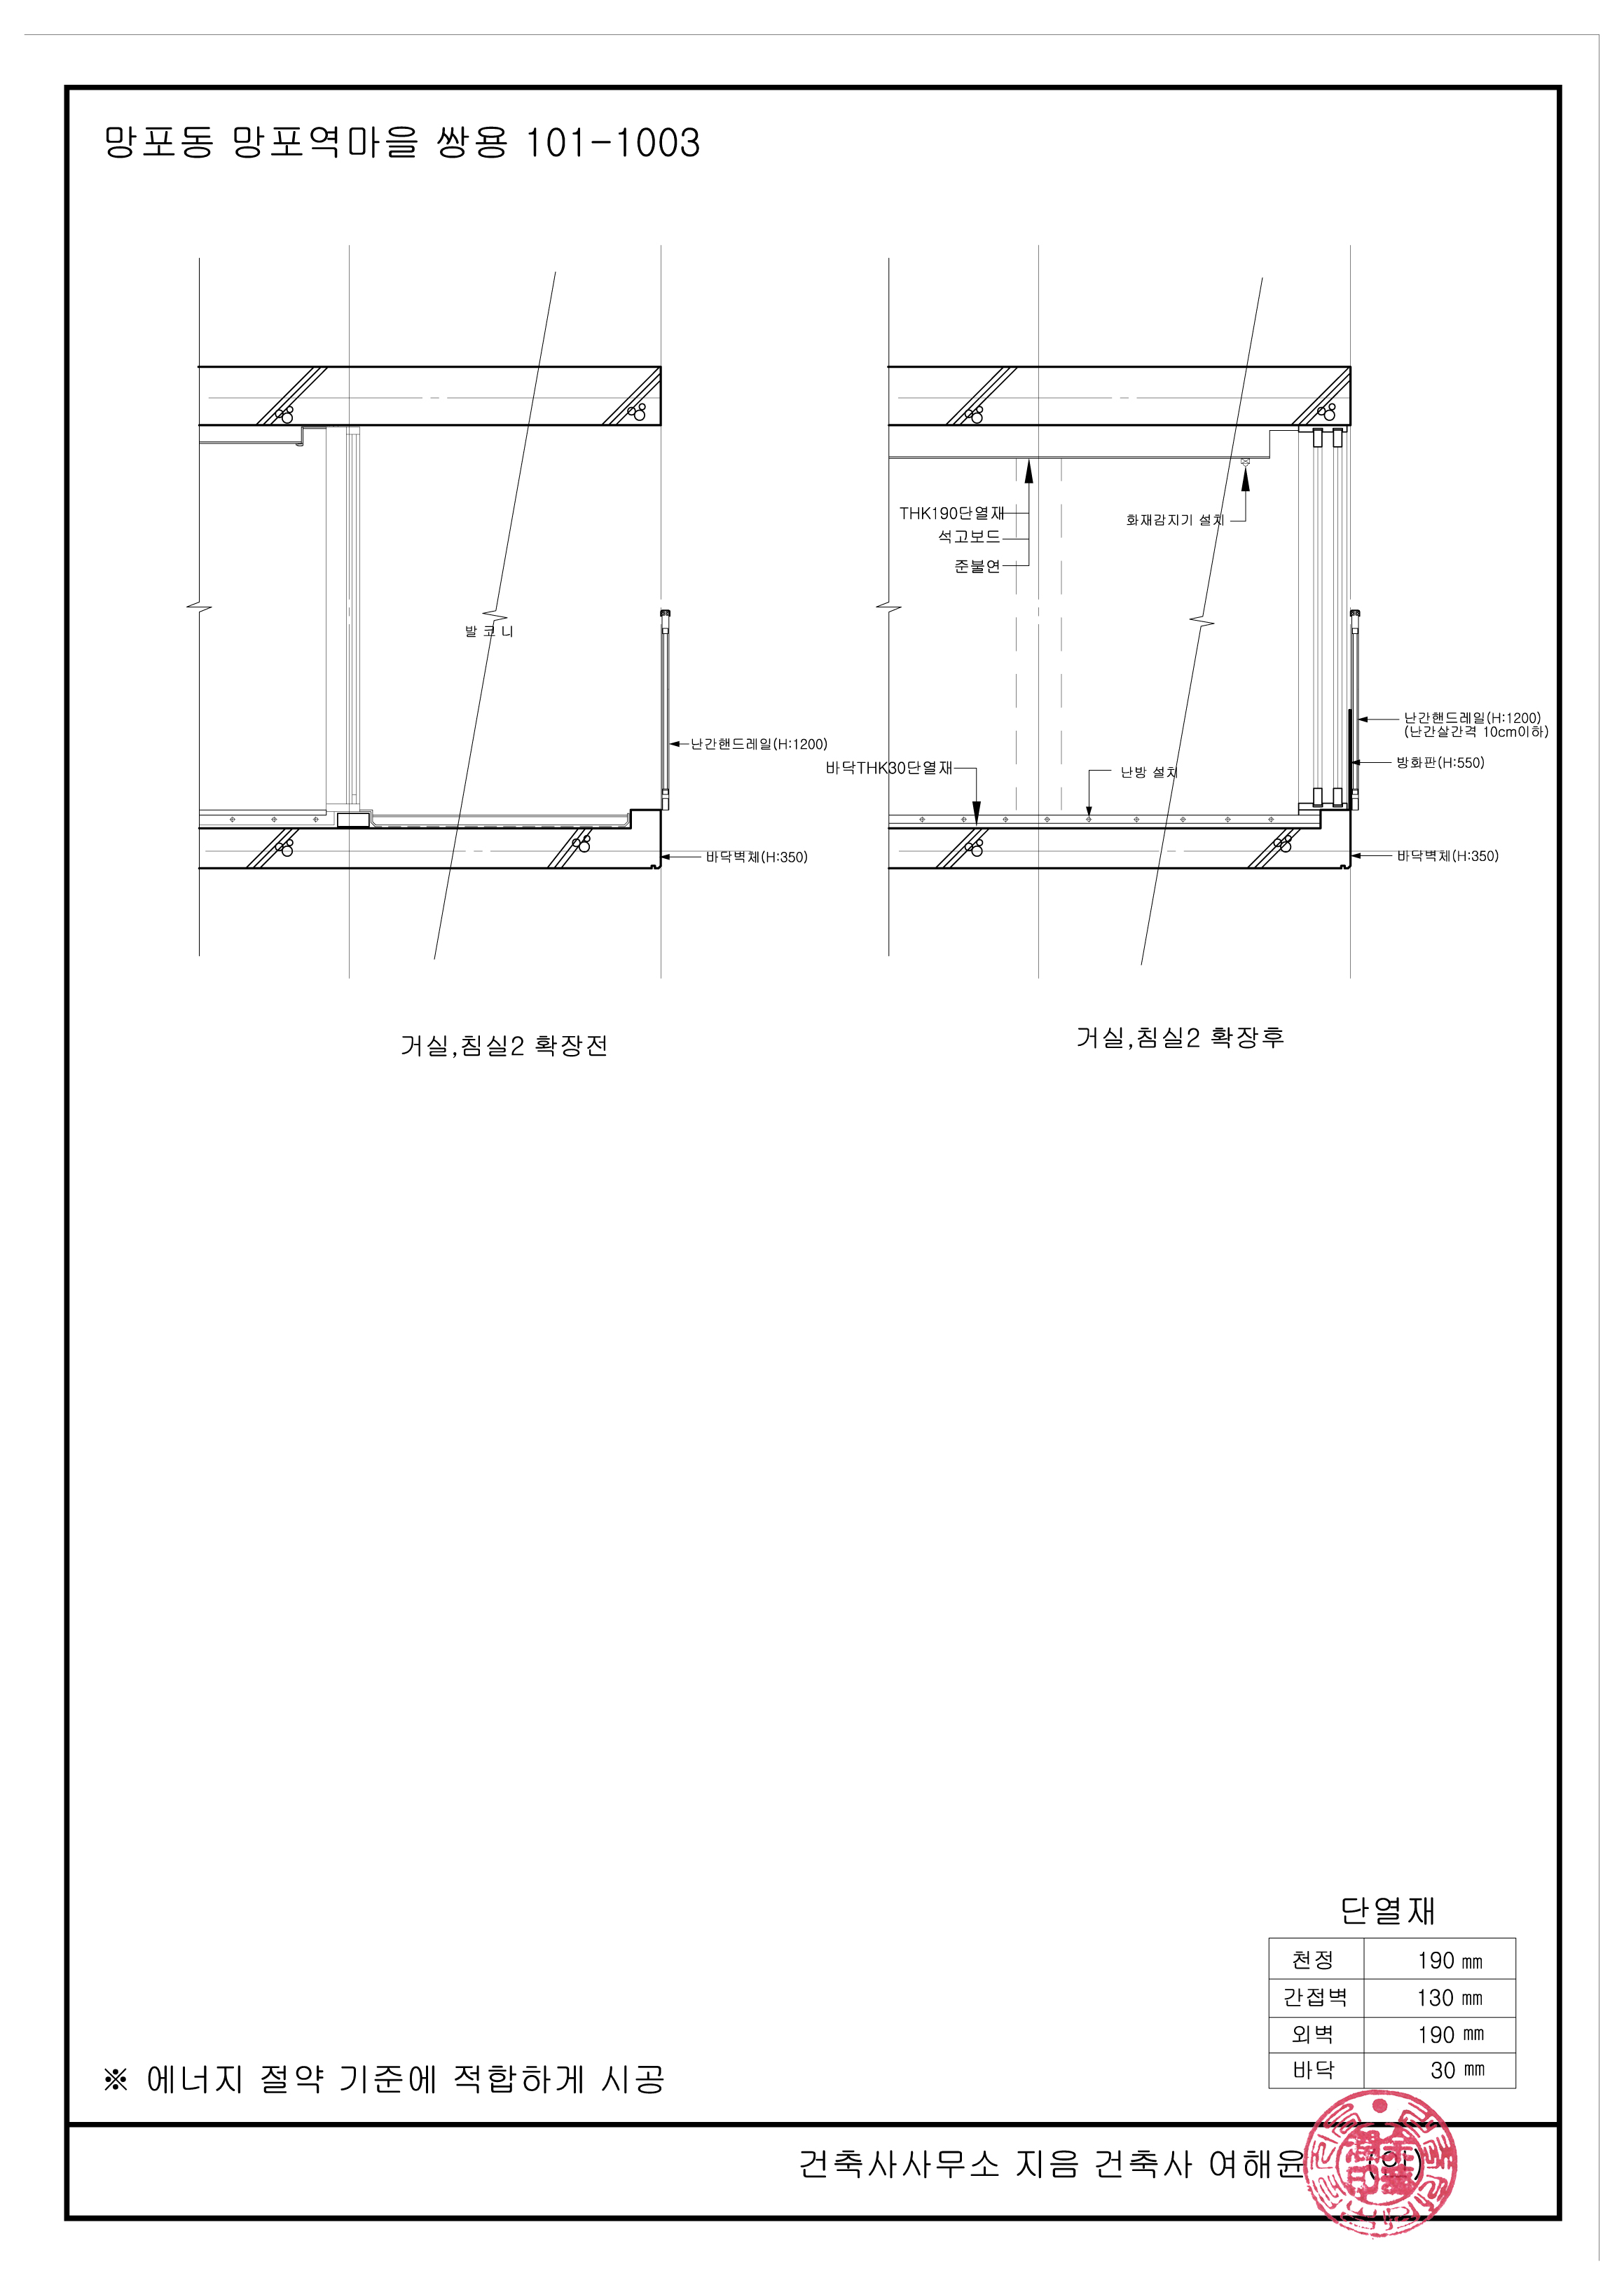 망포동 망포역마을 쌍용 101-1003
발 코 니
난간핸드레일(H:1200)
바닥벽체(H:350)
거실,침실2 확장전
THK190단열재
석고보드
준불연
화재감지기 설치
바닥THK30단열재
난방 설치
난간핸드레일(H:1200)
(난간살간격 10cm이하)
방화판(H:550)
바닥벽체(H:350)
거실,침실2 확장후
단열재
천정 190 ㎜
간접벽 130 ㎜
외벽 190 ㎜
바닥 30 ㎜
※ 에너지 절약 기준에 적합하게 시공
건축사사무소 지음 건축사 여해윤 (인)